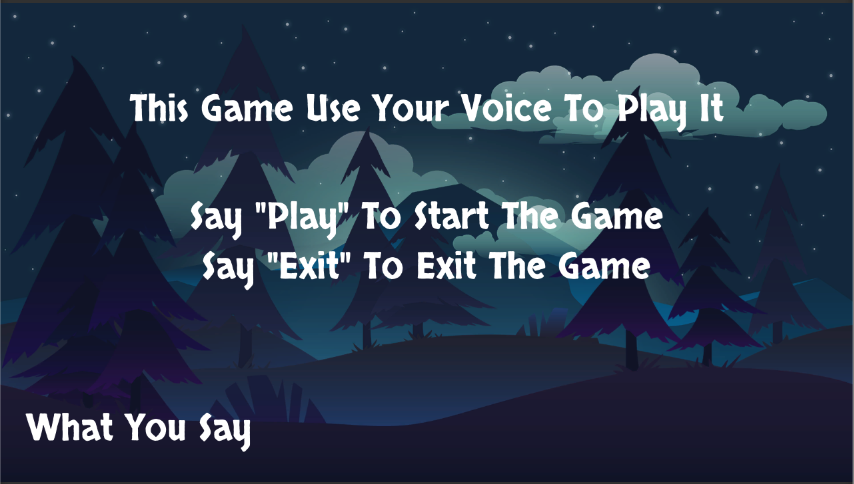 This Game Use Your Voice To Play It
Say "Play" To Start The Game
Say "Exit" To Exit The Game
What You Say